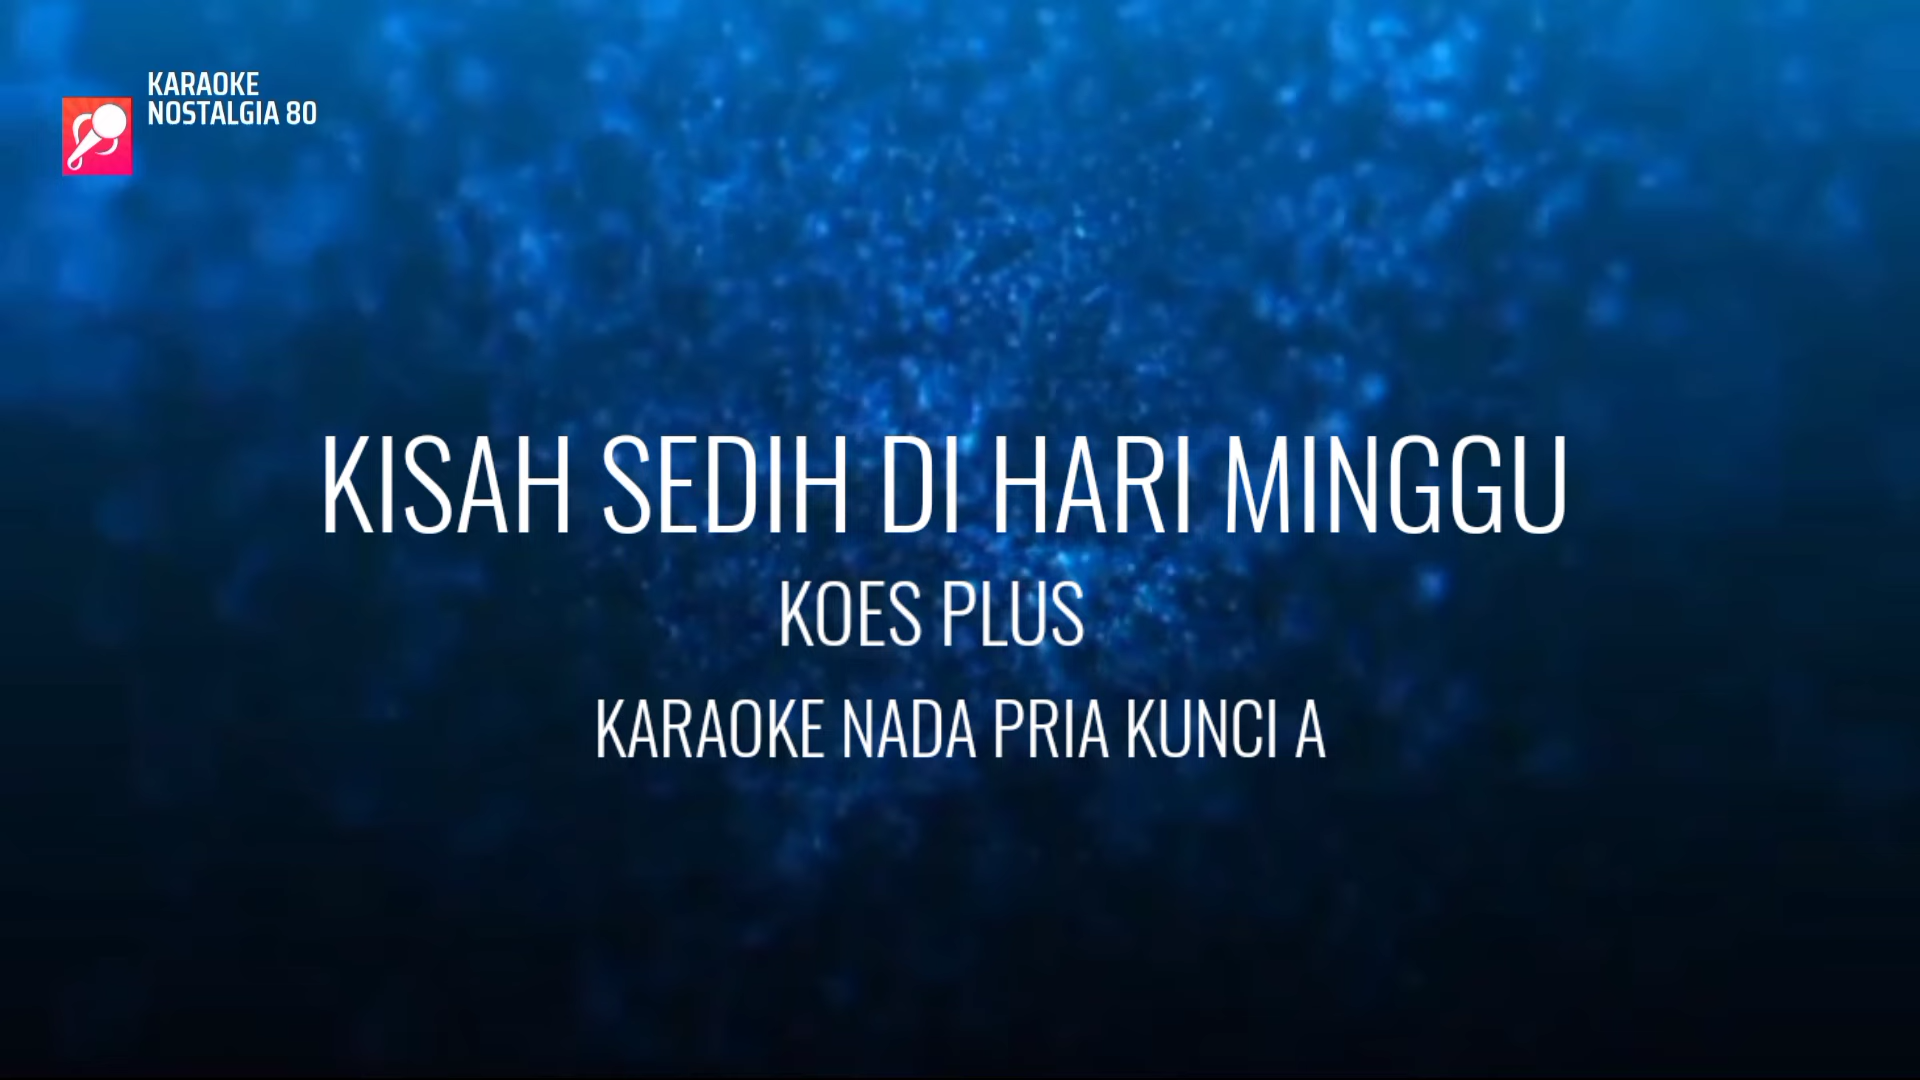 KARAOKE
NOSTALGIA 80
KISAH SEDIH DI HARI MINGGU
KOES PLUS
KARAOKE NADA PRIA KUNCI A